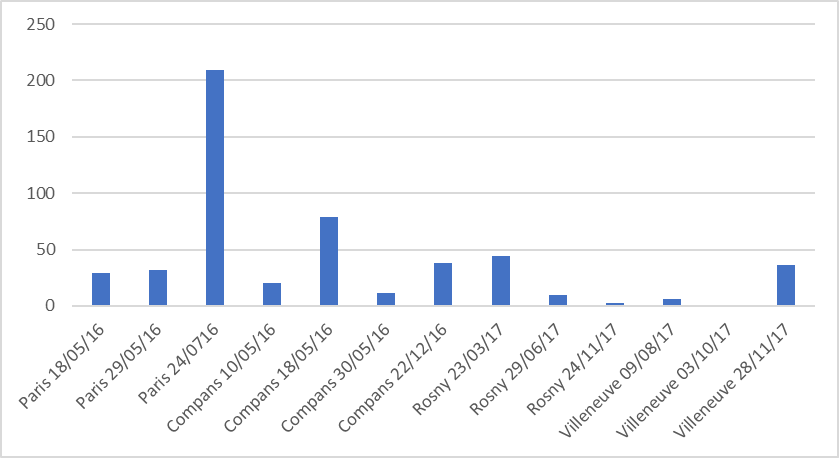 250
200
150
100
50
0
Paris 18/05/16
Paris 29/05/16
Paris 24/0716
Compans 10/05/16
Compans 18/05/16
Compans 30/05/16
Compans 22/12/16
Rosny 23/03/17
Rosny 29/06/17
Rosny 24/11/17
Villeneuve 09/08/17
Villeneuve 03/10/17
Villeneuve 28/11/17